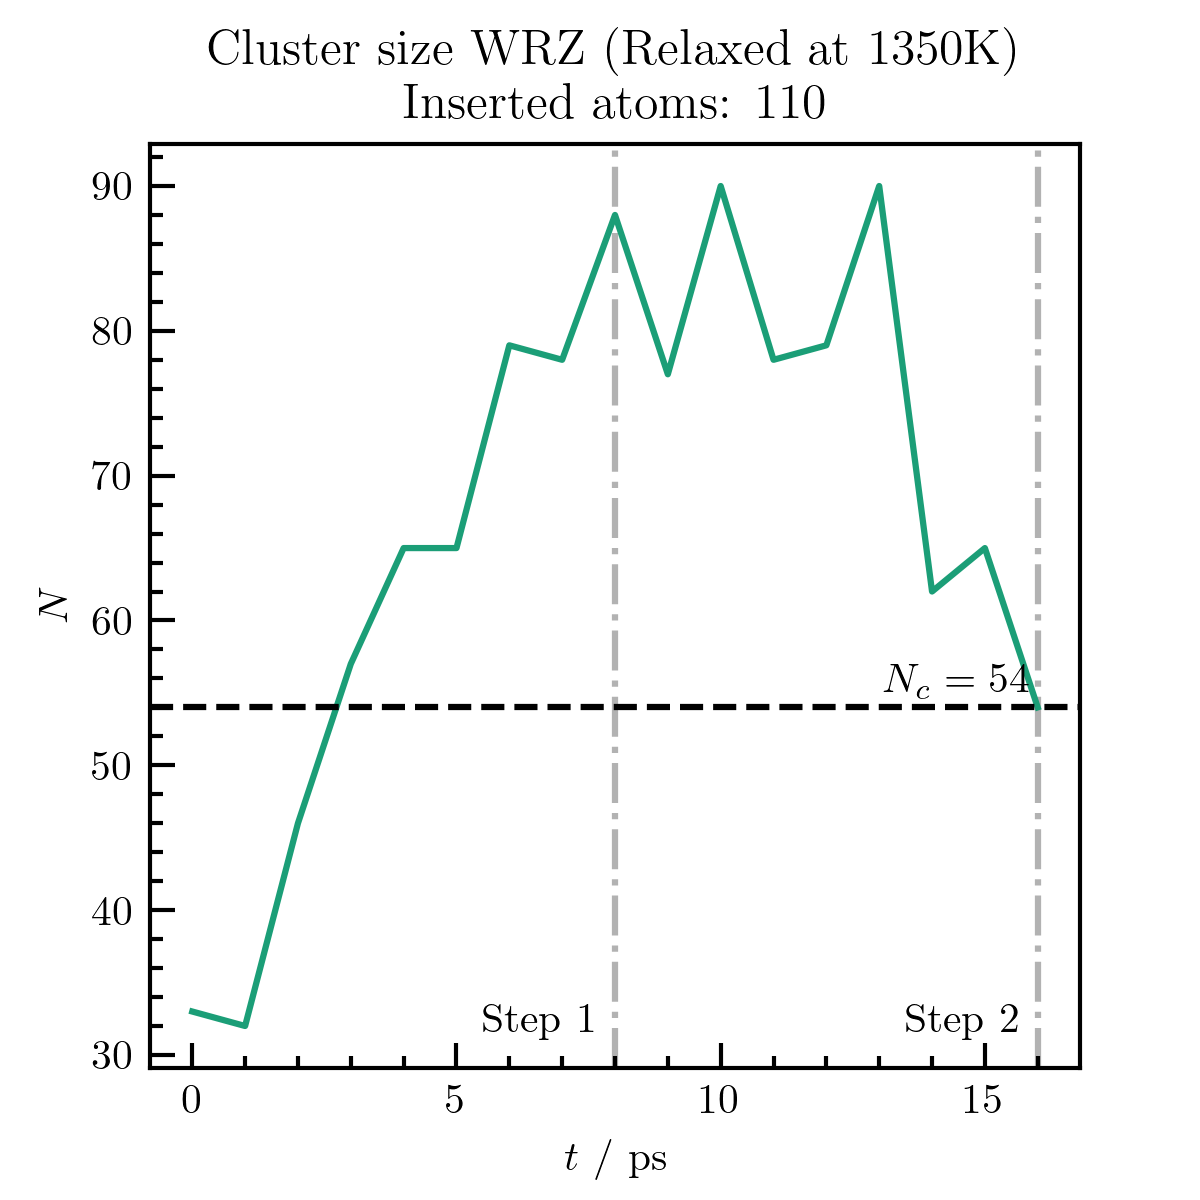 Cluster size WRZ (Relaxed at 1350K)
Inserted atoms: 110
90
80
70
60
50
40
30
N
N_c = 54
Step 1
Step 2
0
5
10
15
t / ps